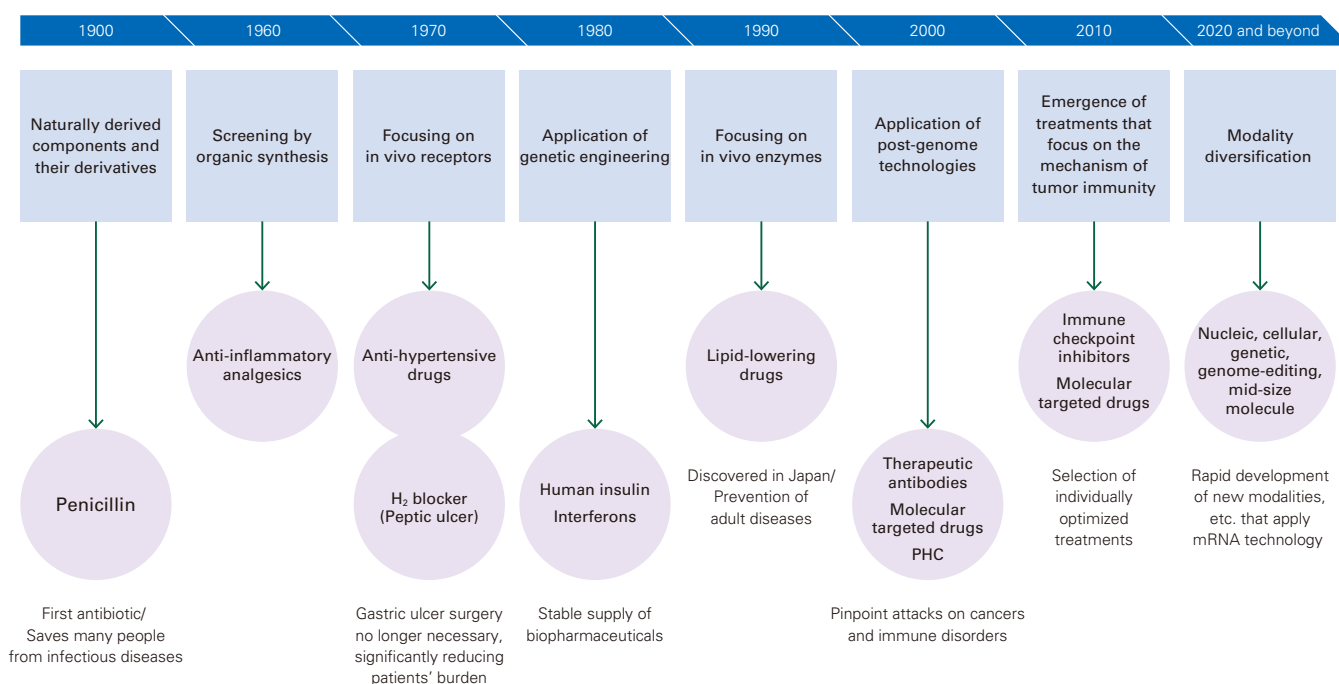 1900
1960
1970
1980
1990
2000
2010
2020 and beyond
Naturally derived
components and
their derivatives
Screening by
organic synthesis
Focusing on
in vivo receptors
Application of
genetic engineering
Focusing on
in vivo enzymes
Application of
post-genome
technologies
Emergence of
treatments that
focus on the
mechanism of
tumor immunity
Modality
diversification
Penicillin
First antibiotic/
Saves many people
from infectious diseases
Anti-inflammatory
analgesics
Anti-hypertensive
drugs
H₂ blocker
(Peptic ulcer)
Gastric ulcer surgery
no longer necessary,
significantly reducing
patients’ burden
Human insulin
Interferons
Stable supply of
biopharmaceuticals
Lipid-lowering
drugs
Discovered in Japan/
Prevention of
adult diseases
Therapeutic
antibodies
Molecular
targeted drugs
PHC
Pinpoint attacks on cancers
and immune disorders
Immune
checkpoint
inhibitors
Molecular
targeted drugs
Selection of
individually
optimized
treatments
Nucleic, cellular,
genetic,
genome-editing,
mid-size
molecule
Rapid development
of new modalities,
etc. that apply
mRNA technology